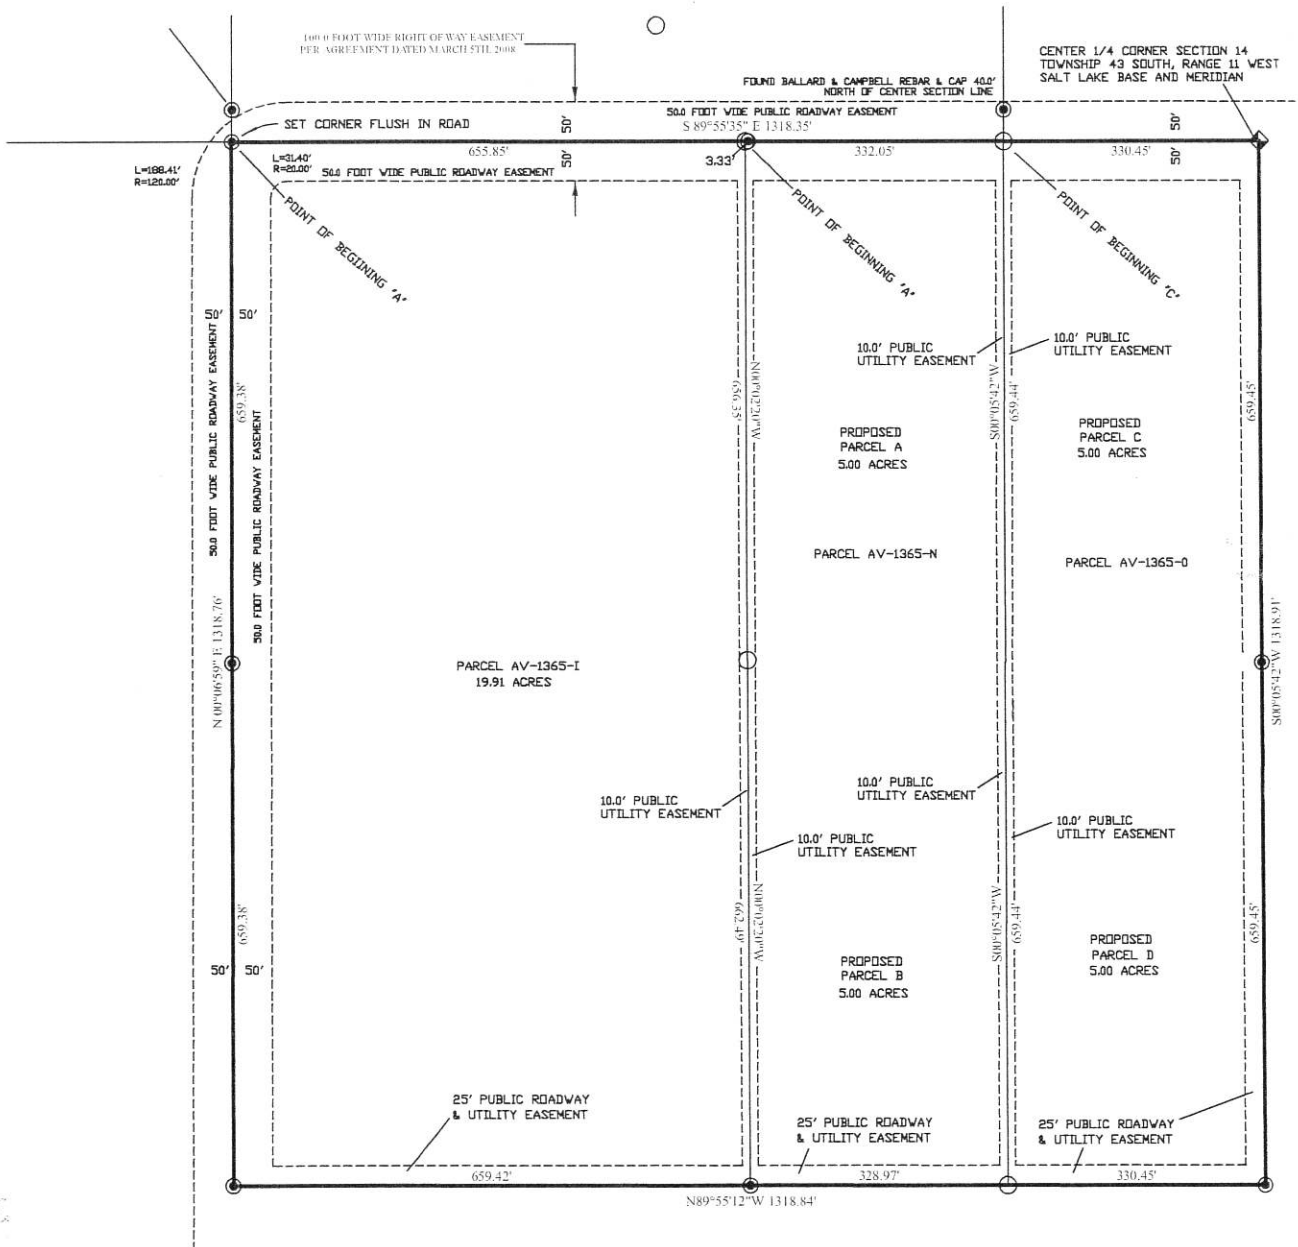 100.0 FOOT WIDE RIGHT OF WAY EASEMENT
PER AGREEMENT DATED MARCH 5TH, 2008
CENTER 1/4 CORNER SECTION 14
TOWNSHIP 43 SOUTH, RANGE 11 WEST
SALT LAKE BASE AND MERIDIAN
FOUND BALLARD & CAMPBELL REBAR & CAP 40.0'
NORTH OF CENTER SECTION LINE
50.0 FOOT WIDE PUBLIC ROADWAY EASEMENT
S 89°55'35" E 1318.35'
SET CORNER FLUSH IN ROAD
50'
50'
50'
50'
655.85'
3.33'
332.05'
330.45'
L=188.41'
R=120.00'
L=31.40'
R=20.00'
50.0 FOOT WIDE PUBLIC ROADWAY EASEMENT
POINT OF BEGIINING "A"
POINT OF BEGINNING "A"
POINT OF BEGINNING "C"
50'
50'
50.0 FOOT WIDE PUBLIC ROADWAY EASEMENT
659.38'
50.0 FOOT WIDE PUBLIC ROADWAY EASEMENT
10.0' PUBLIC
UTILITY EASEMENT
10.0' PUBLIC
UTILITY EASEMENT
656.35'
N00°02'20"W
S00°05'42"W
659.44'
659.45'
PROPOSED
PARCEL A
5.00 ACRES
PROPOSED
PARCEL C
5.00 ACRES
PARCEL AV-1365-N
PARCEL AV-1365-O
N 00°06'59" E 1318.76'
S00°05'42"W 1318.91'
PARCEL AV-1365-I
19.91 ACRES
10.0' PUBLIC
UTILITY EASEMENT
10.0' PUBLIC
UTILITY EASEMENT
10.0' PUBLIC
UTILITY EASEMENT
10.0' PUBLIC
UTILITY EASEMENT
659.38'
662.49'
N00°02'20"W
S00°05'42"W
659.44'
659.45'
50'
50'
PROPOSED
PARCEL B
5.00 ACRES
PROPOSED
PARCEL D
5.00 ACRES
25' PUBLIC ROADWAY
& UTILITY EASEMENT
25' PUBLIC ROADWAY
& UTILITY EASEMENT
25' PUBLIC ROADWAY
& UTILITY EASEMENT
659.42'
328.97'
330.45'
N89°55'12"W 1318.84'